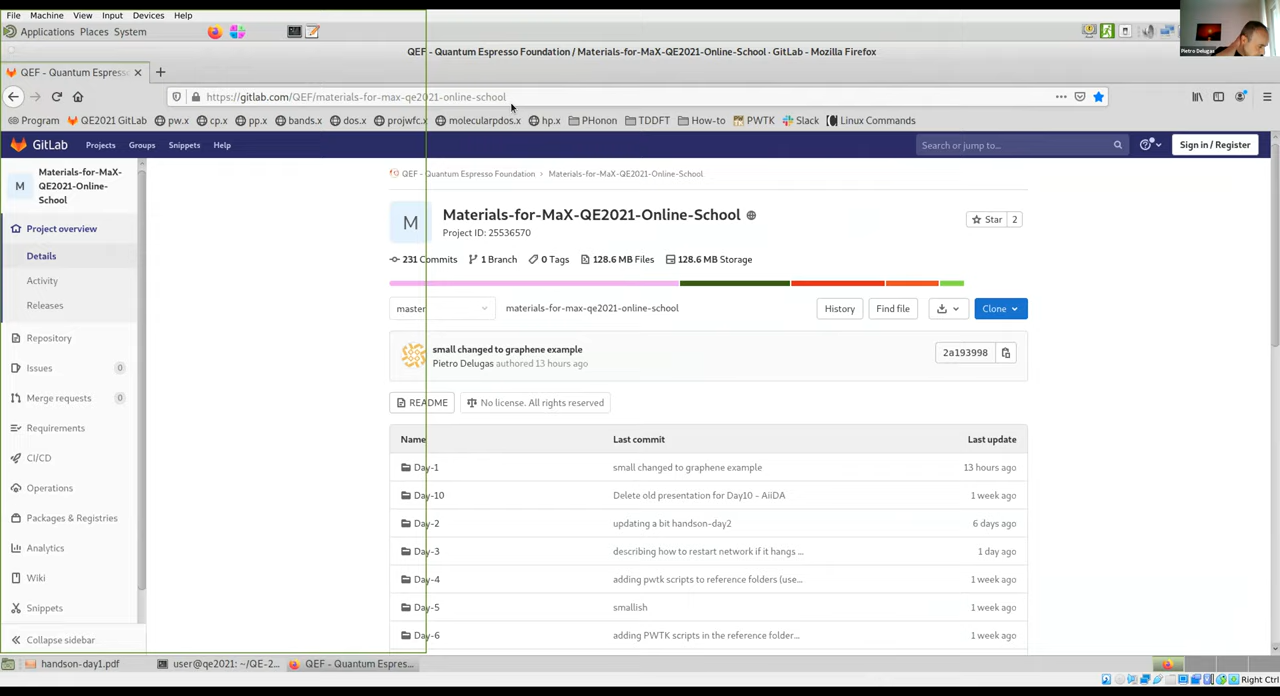 File Machine View Input Devices Help
Applications Places System
Pietro Delugas
QEF - Quantum Espresso Foundation / Materials-for-MaX-QE2021-Online-School · GitLab - Mozilla Firefox
QEF - Quantum Espress
https://gitlab.com/QEF/materials-for-max-qe2021-online-school
Program QE2021 GitLab pw.x cp.x pp.x bands.x dos.x projwfc.x molecularpdos.x hp.x PHonon TDDFT How-to PWTK Slack Linux Commands
GitLab Projects Groups Snippets Help Search or jump to... Sign in / Register
M Materials-for-MaX-
QE2021-Online-
School
Project overview
Details
Activity
Releases
Repository
Issues 0
Merge requests 0
Requirements
CI/CD
Operations
Packages & Registries
Analytics
Wiki
Snippets
Collapse sidebar
QEF - Quantum Espresso Foundation › Materials-for-MaX-QE2021-Online-School
M Materials-for-MaX-QE2021-Online-School
Project ID: 25536570
Star 2
231 Commits 1 Branch 0 Tags 128.6 MB Files 128.6 MB Storage
master materials-for-max-qe2021-online-school History Find file Clone
small changed to graphene example
Pietro Delugas authored 13 hours ago
2a193998
README No license. All rights reserved
Name Last commit Last update
Day-1 small changed to graphene example 13 hours ago
Day-10 Delete old presentation for Day10 - AiiDA 1 week ago
Day-2 updating a bit handson-day2 6 days ago
Day-3 describing how to restart network if it hangs ... 1 day ago
Day-4 adding pwtk scripts to reference folders (use... 1 week ago
Day-5 smallish 1 week ago
Day-6 adding PWTK scripts in the reference folder... 1 week ago
handson-day1.pdf user@qe2021: ~/QE-2... QEF - Quantum Espres...
Right Ctrl